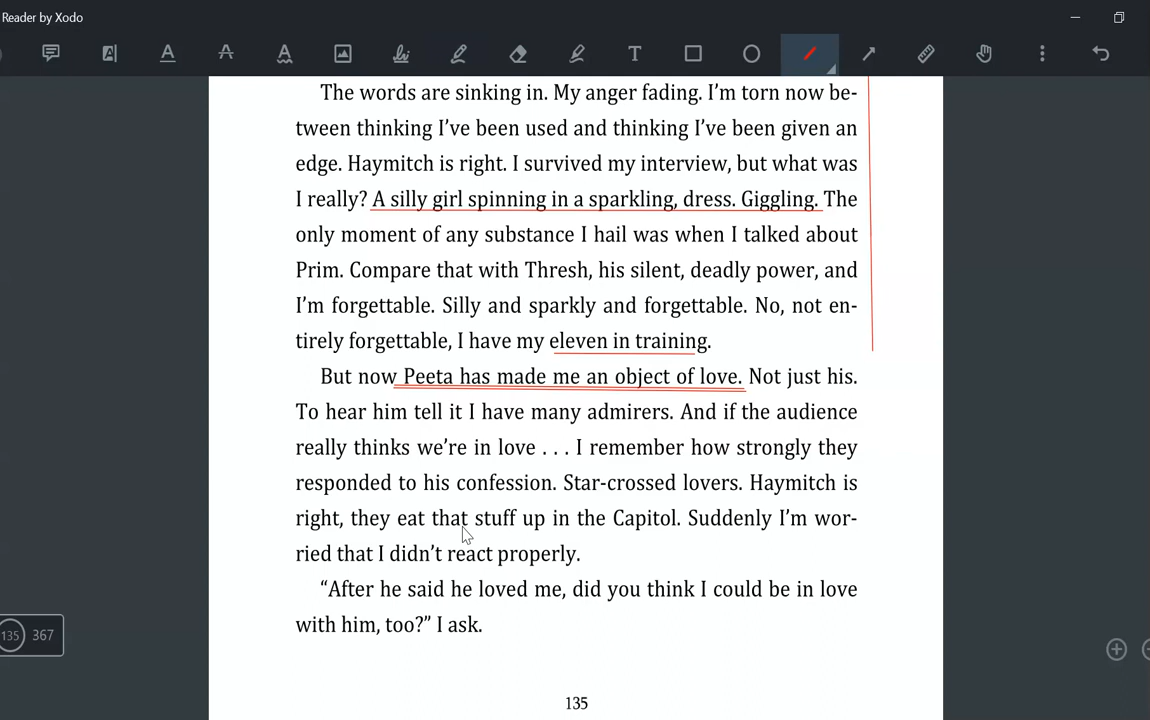 Reader by Xodo
T
The words are sinking in. My anger fading. I'm torn now be-
tween thinking I've been used and thinking I've been given an
edge. Haymitch is right. I survived my interview, but what was
I really? A silly girl spinning in a sparkling, dress. Giggling. The
only moment of any substance I hail was when I talked about
Prim. Compare that with Thresh, his silent, deadly power, and
I'm forgettable. Silly and sparkly and forgettable. No, not en-
tirely forgettable, I have my eleven in training.
But now Peeta has made me an object of love. Not just his.
To hear him tell it I have many admirers. And if the audience
really thinks we're in love . . . I remember how strongly they
responded to his confession. Star-crossed lovers. Haymitch is
right, they eat that stuff up in the Capitol. Suddenly I'm wor-
ried that I didn't react properly.
“After he said he loved me, did you think I could be in love
with him, too?” I ask.
135 367
135